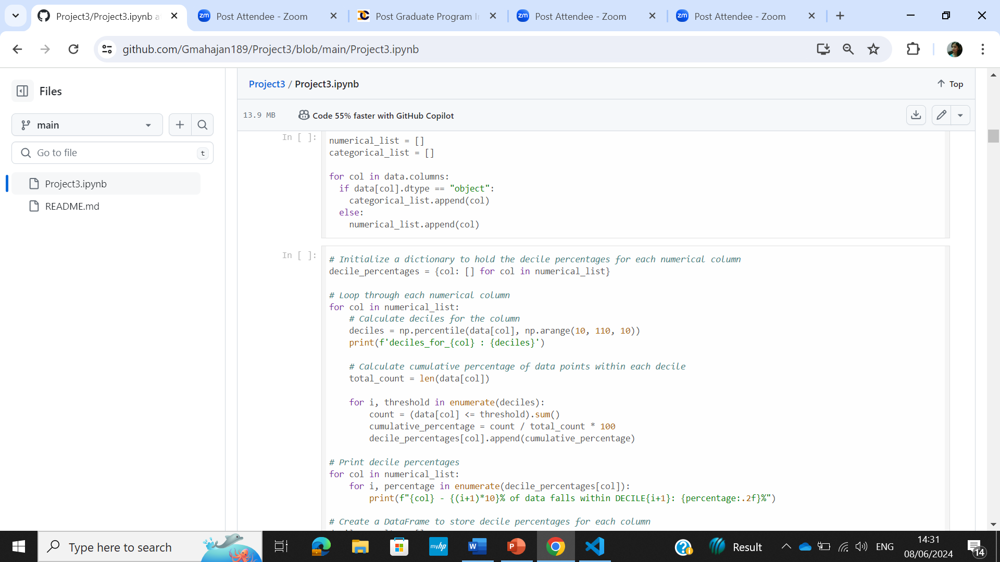 Project3/Project3.ipynb a
Post Attendee - Zoom
Post Graduate Program I
Post Attendee - Zoom
Post Attendee - Zoom
github.com/Gmahajan189/Project3/blob/main/Project3.ipynb
Files
main
Go to file
t
Project3.ipynb
README.md
Project3 / Project3.ipynb
Top
13.9 MB
Code 55% faster with GitHub Copilot
In [ ]:
numerical_list = []
categorical_list = []
for col in data.columns:
  if data[col].dtype == "object":
    categorical_list.append(col)
  else:
    numerical_list.append(col)
In [ ]:
# Initialize a dictionary to hold the decile percentages for each numerical column
decile_percentages = {col: [] for col in numerical_list}
# Loop through each numerical column
for col in numerical_list:
    # Calculate deciles for the column
    deciles = np.percentile(data[col], np.arange(10, 110, 10))
    print(f'deciles_for_{col} : {deciles}')
    # Calculate cumulative percentage of data points within each decile
    total_count = len(data[col])
    for i, threshold in enumerate(deciles):
        count = (data[col] <= threshold).sum()
        cumulative_percentage = count / total_count * 100
        decile_percentages[col].append(cumulative_percentage)
# Print decile percentages
for col in numerical_list:
    for i, percentage in enumerate(decile_percentages[col]):
        print(f"{col} - {(i+1)*10}% of data falls within DECILE{i+1}: {percentage:.2f}%")
# Create a DataFrame to store decile percentages for each column
Type here to search
Result
ENG
14:31
08/06/2024
14